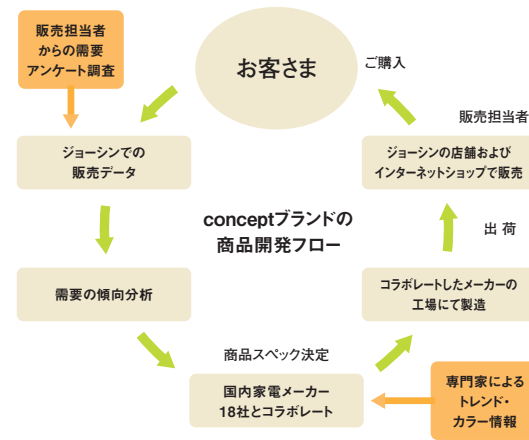 販売担当者
からの需要
アンケート調査
お客さま
ご購入
販売担当者
ジョーシンでの
販売データ
ジョーシンの店舗および
インターネットショップで販売
conceptブランドの
商品開発フロー
出 荷
需要の傾向分析
コラボレートしたメーカーの
工場にて製造
商品スペック決定
国内家電メーカー
18社とコラボレート
専門家による
トレンド・
カラー情報